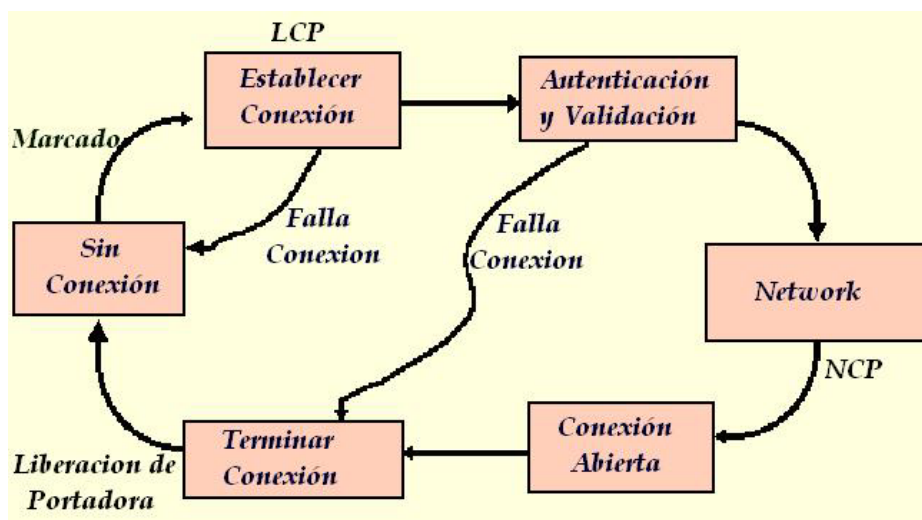 LCP
Establecer
Conexión
Autenticación
y Validación
Marcado
Falla
Conexion
Falla
Conexion
Sin
Conexión
Network
NCP
Conexión
Abierta
Terminar
Conexión
Liberacion de
Portadora